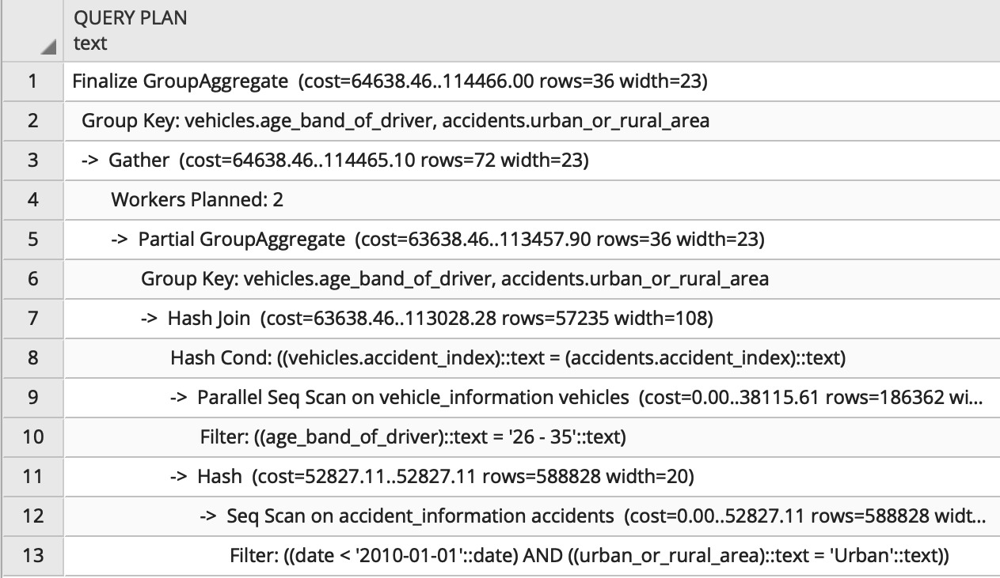 QUERY PLAN
text
1 Finalize GroupAggregate (cost=64638.46..114466.00 rows=36 width=23)
2 Group Key: vehicles.age_band_of_driver, accidents.urban_or_rural_area
3 -> Gather (cost=64638.46..114465.10 rows=72 width=23)
4 Workers Planned: 2
5 -> Partial GroupAggregate (cost=63638.46..113457.90 rows=36 width=23)
6 Group Key: vehicles.age_band_of_driver, accidents.urban_or_rural_area
7 -> Hash Join (cost=63638.46..113028.28 rows=57235 width=108)
8 Hash Cond: ((vehicles.accident_index)::text = (accidents.accident_index)::text)
9 -> Parallel Seq Scan on vehicle_information vehicles (cost=0.00..38115.61 rows=186362 wi...
10 Filter: ((age_band_of_driver)::text = '26 - 35'::text)
11 -> Hash (cost=52827.11..52827.11 rows=588828 width=20)
12 -> Seq Scan on accident_information accidents (cost=0.00..52827.11 rows=588828 widt...
13 Filter: ((date < '2010-01-01'::date) AND ((urban_or_rural_area)::text = 'Urban'::text))